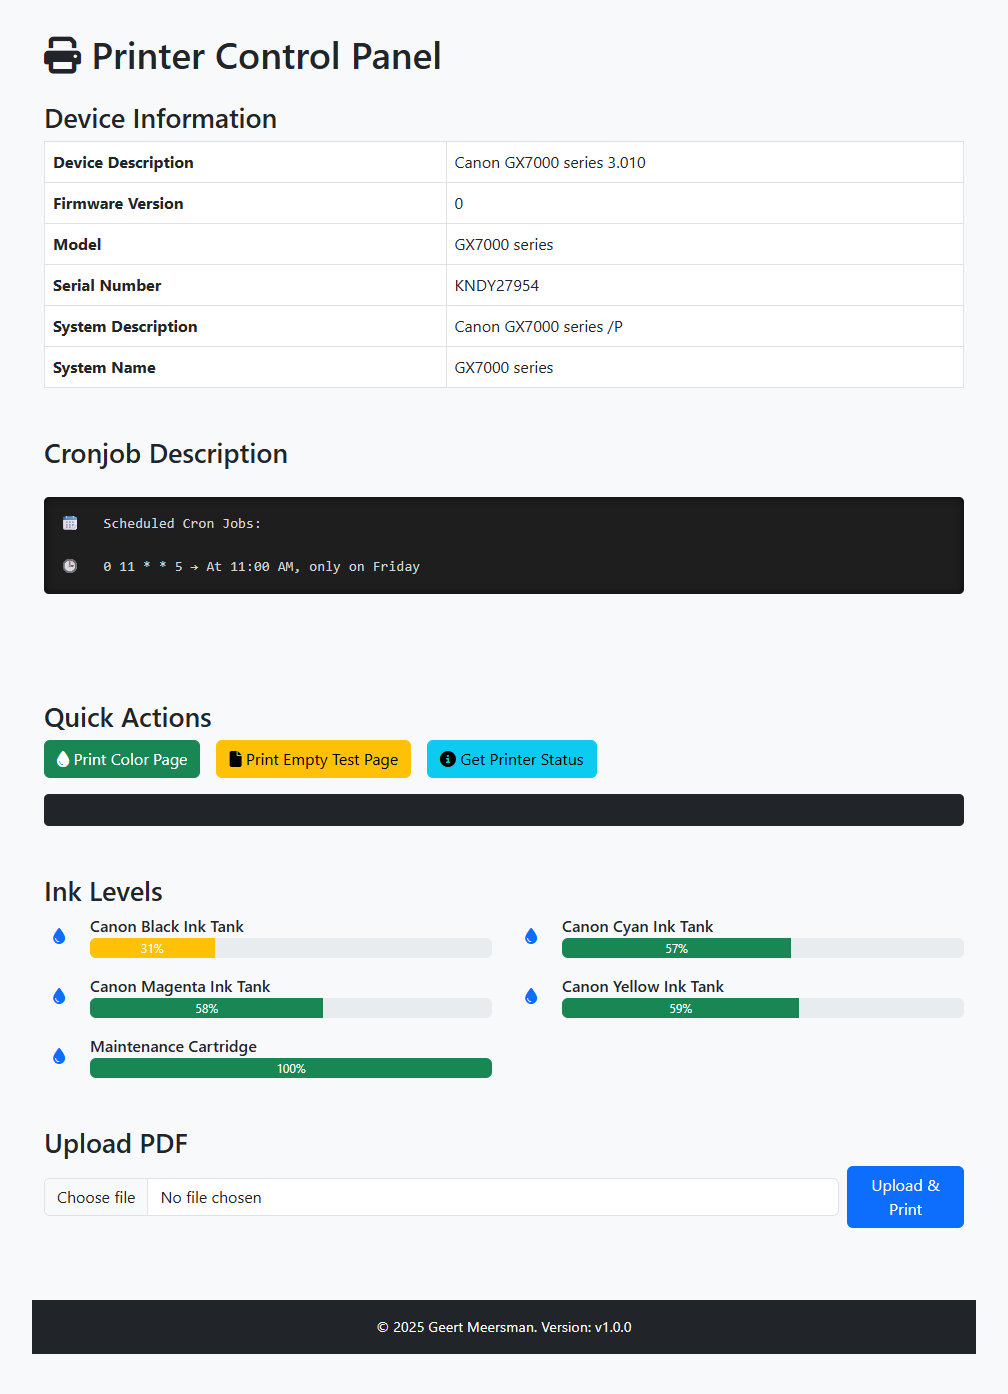 Printer Control Panel
Device Information
Device Description Canon GX7000 series 3.010
Firmware Version 0
Model GX7000 series
Serial Number KNDY27954
System Description Canon GX7000 series /P
System Name GX7000 series
Cronjob Description
Scheduled Cron Jobs:
0 11 * * 5 → At 11:00 AM, only on Friday
Quick Actions
Print Color Page Print Empty Test Page Get Printer Status
Ink Levels
Canon Black Ink Tank
31%
Canon Cyan Ink Tank
57%
Canon Magenta Ink Tank
58%
Canon Yellow Ink Tank
59%
Maintenance Cartridge
100%
Upload PDF
Choose file No file chosen
Upload &
Print
© 2025 Geert Meersman. Version: v1.0.0